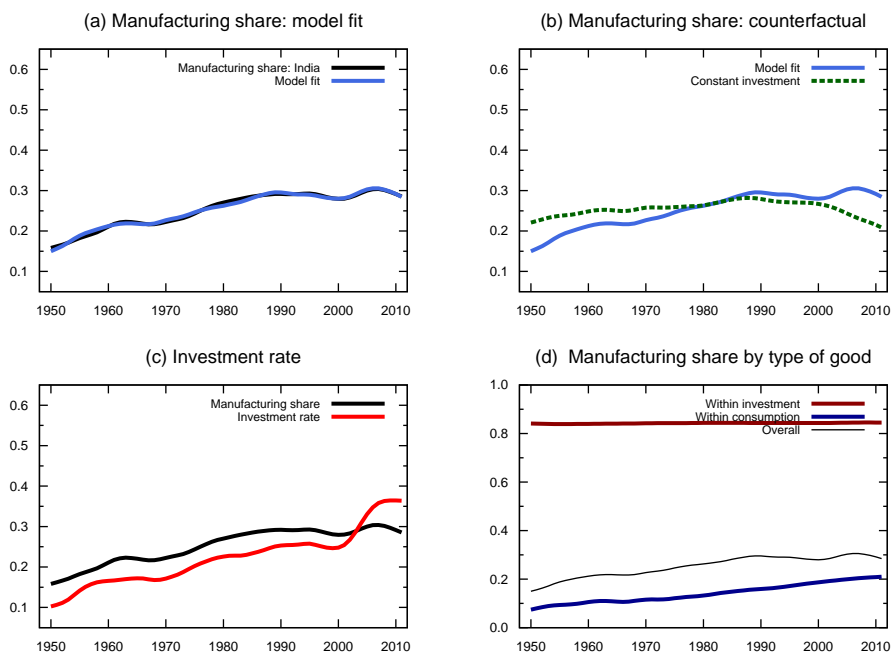 (a) Manufacturing share: model fit
0.6
0.5
0.4
0.3
0.2
0.1
Manufacturing share: India
Model fit
1950 1960 1970 1980 1990 2000 2010
(b) Manufacturing share: counterfactual
0.6
0.5
0.4
0.3
0.2
0.1
Model fit
Constant investment
1950 1960 1970 1980 1990 2000 2010
(c) Investment rate
0.6
0.5
0.4
0.3
0.2
0.1
Manufacturing share
Investment rate
1950 1960 1970 1980 1990 2000 2010
(d) Manufacturing share by type of good
1.0
0.8
0.6
0.4
0.2
0.0
Within investment
Within consumption
Overall
1950 1960 1970 1980 1990 2000 2010